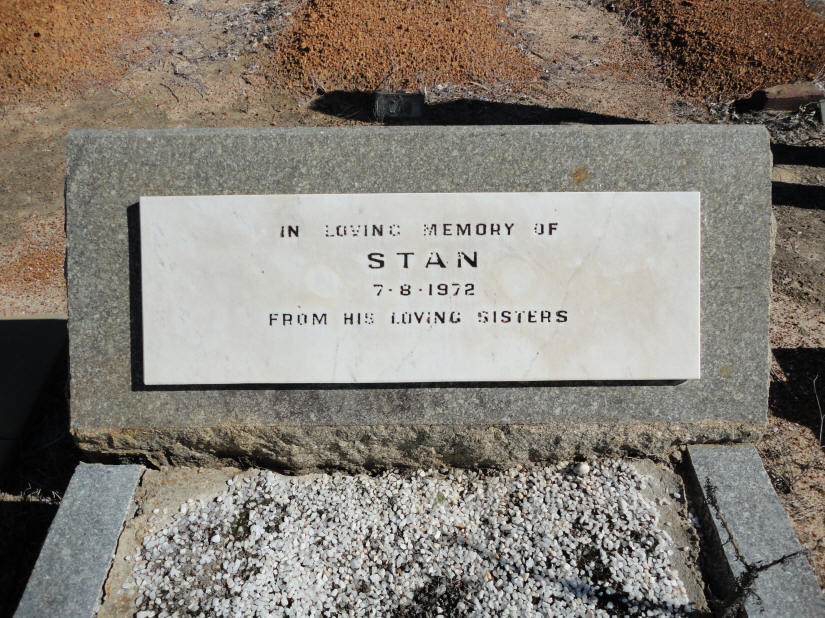 IN LOVING MEMORY OF
STAN
7·8·1972
FROM HIS LOVING SISTERS